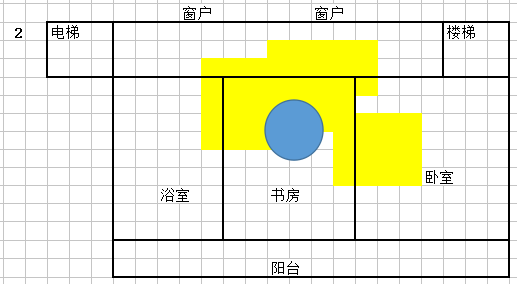 窗户 窗户
2 电梯 楼梯
卧室
浴室 书房
阳台